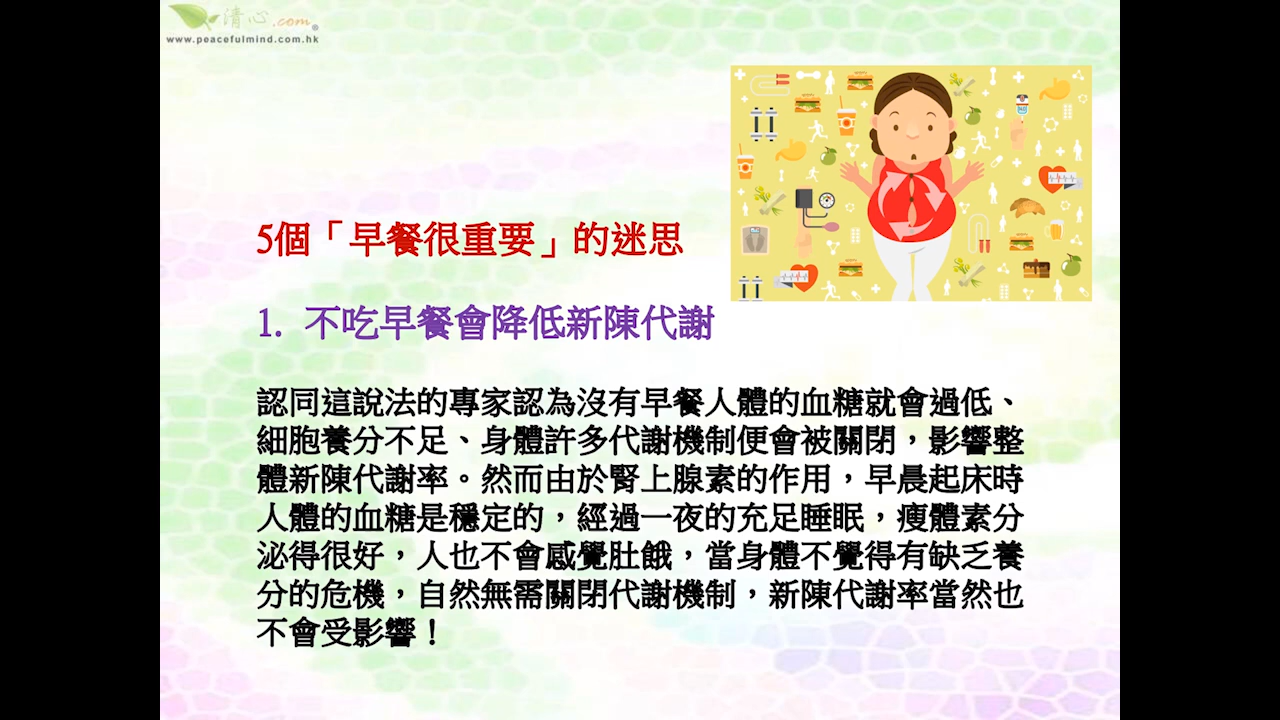 清心.com®
www.peacefulmind.com.hk
5個「早餐很重要」的迷思
1. 不吃早餐會降低新陳代謝
認同這說法的專家認為沒有早餐人體的血糖就會過低、
細胞養分不足、身體許多代謝機制便會被關閉，影響整
體新陳代謝率。然而由於腎上腺素的作用，早晨起床時
人體的血糖是穩定的，經過一夜的充足睡眠，瘦體素分
泌得很好，人也不會感覺肚餓，當身體不覺得有缺乏養
分的危機，自然無需關閉代謝機制，新陳代謝率當然也
不會受影響！